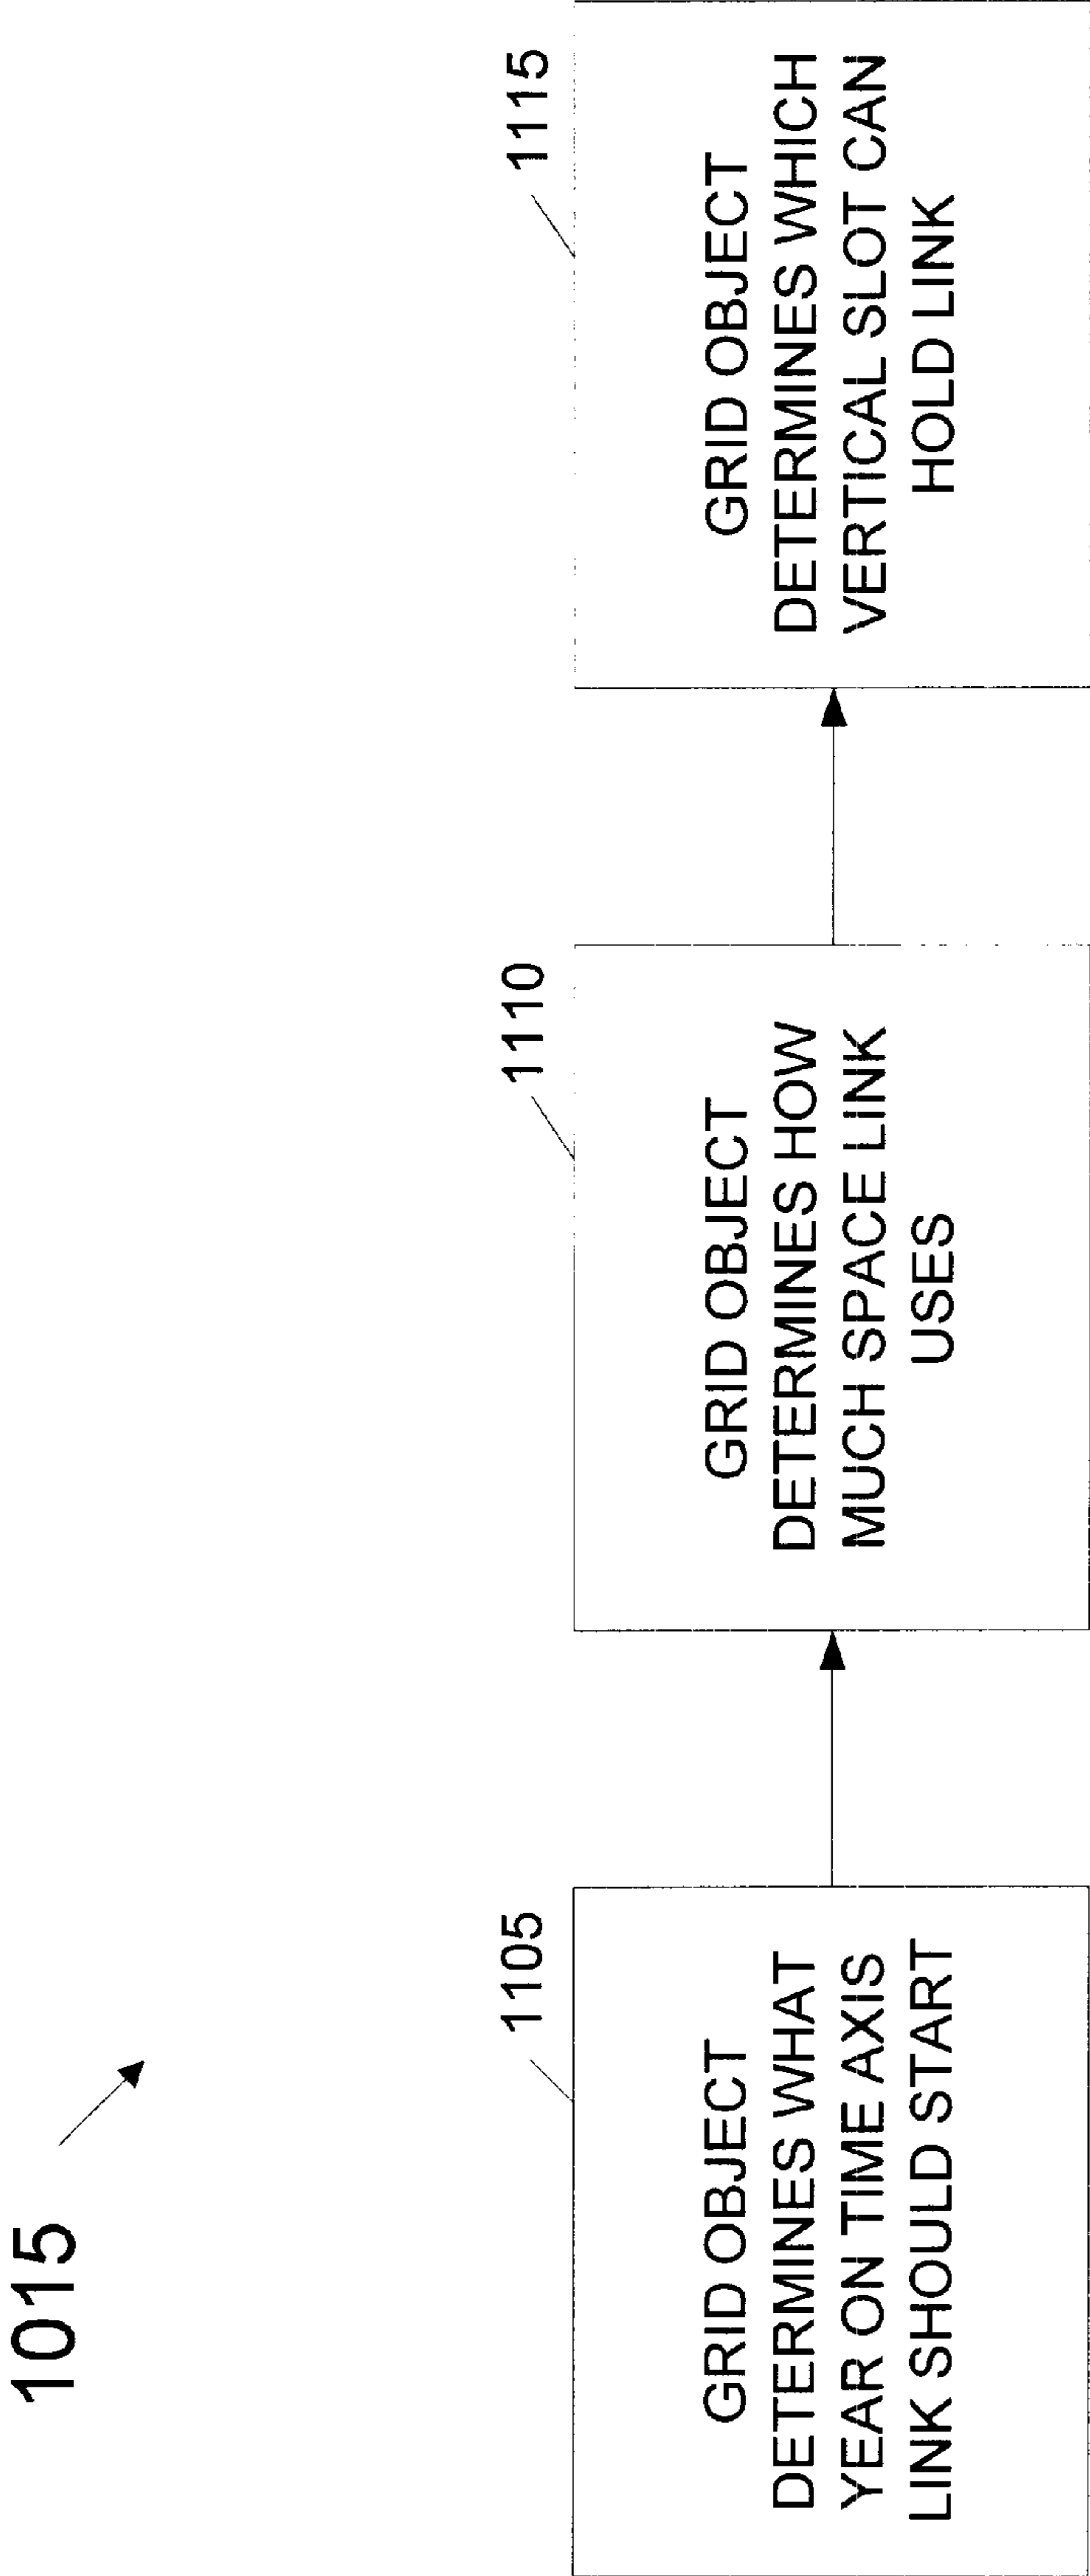 1015
1105
GRID OBJECT
DETERMINES WHAT
YEAR ON TIME AXIS
LINK SHOULD START
1110
GRID OBJECT
DETERMINES HOW
MUCH SPACE LINK
USES
1115
GRID OBJECT
DETERMINES WHICH
VERTICAL SLOT CAN
HOLD LINK